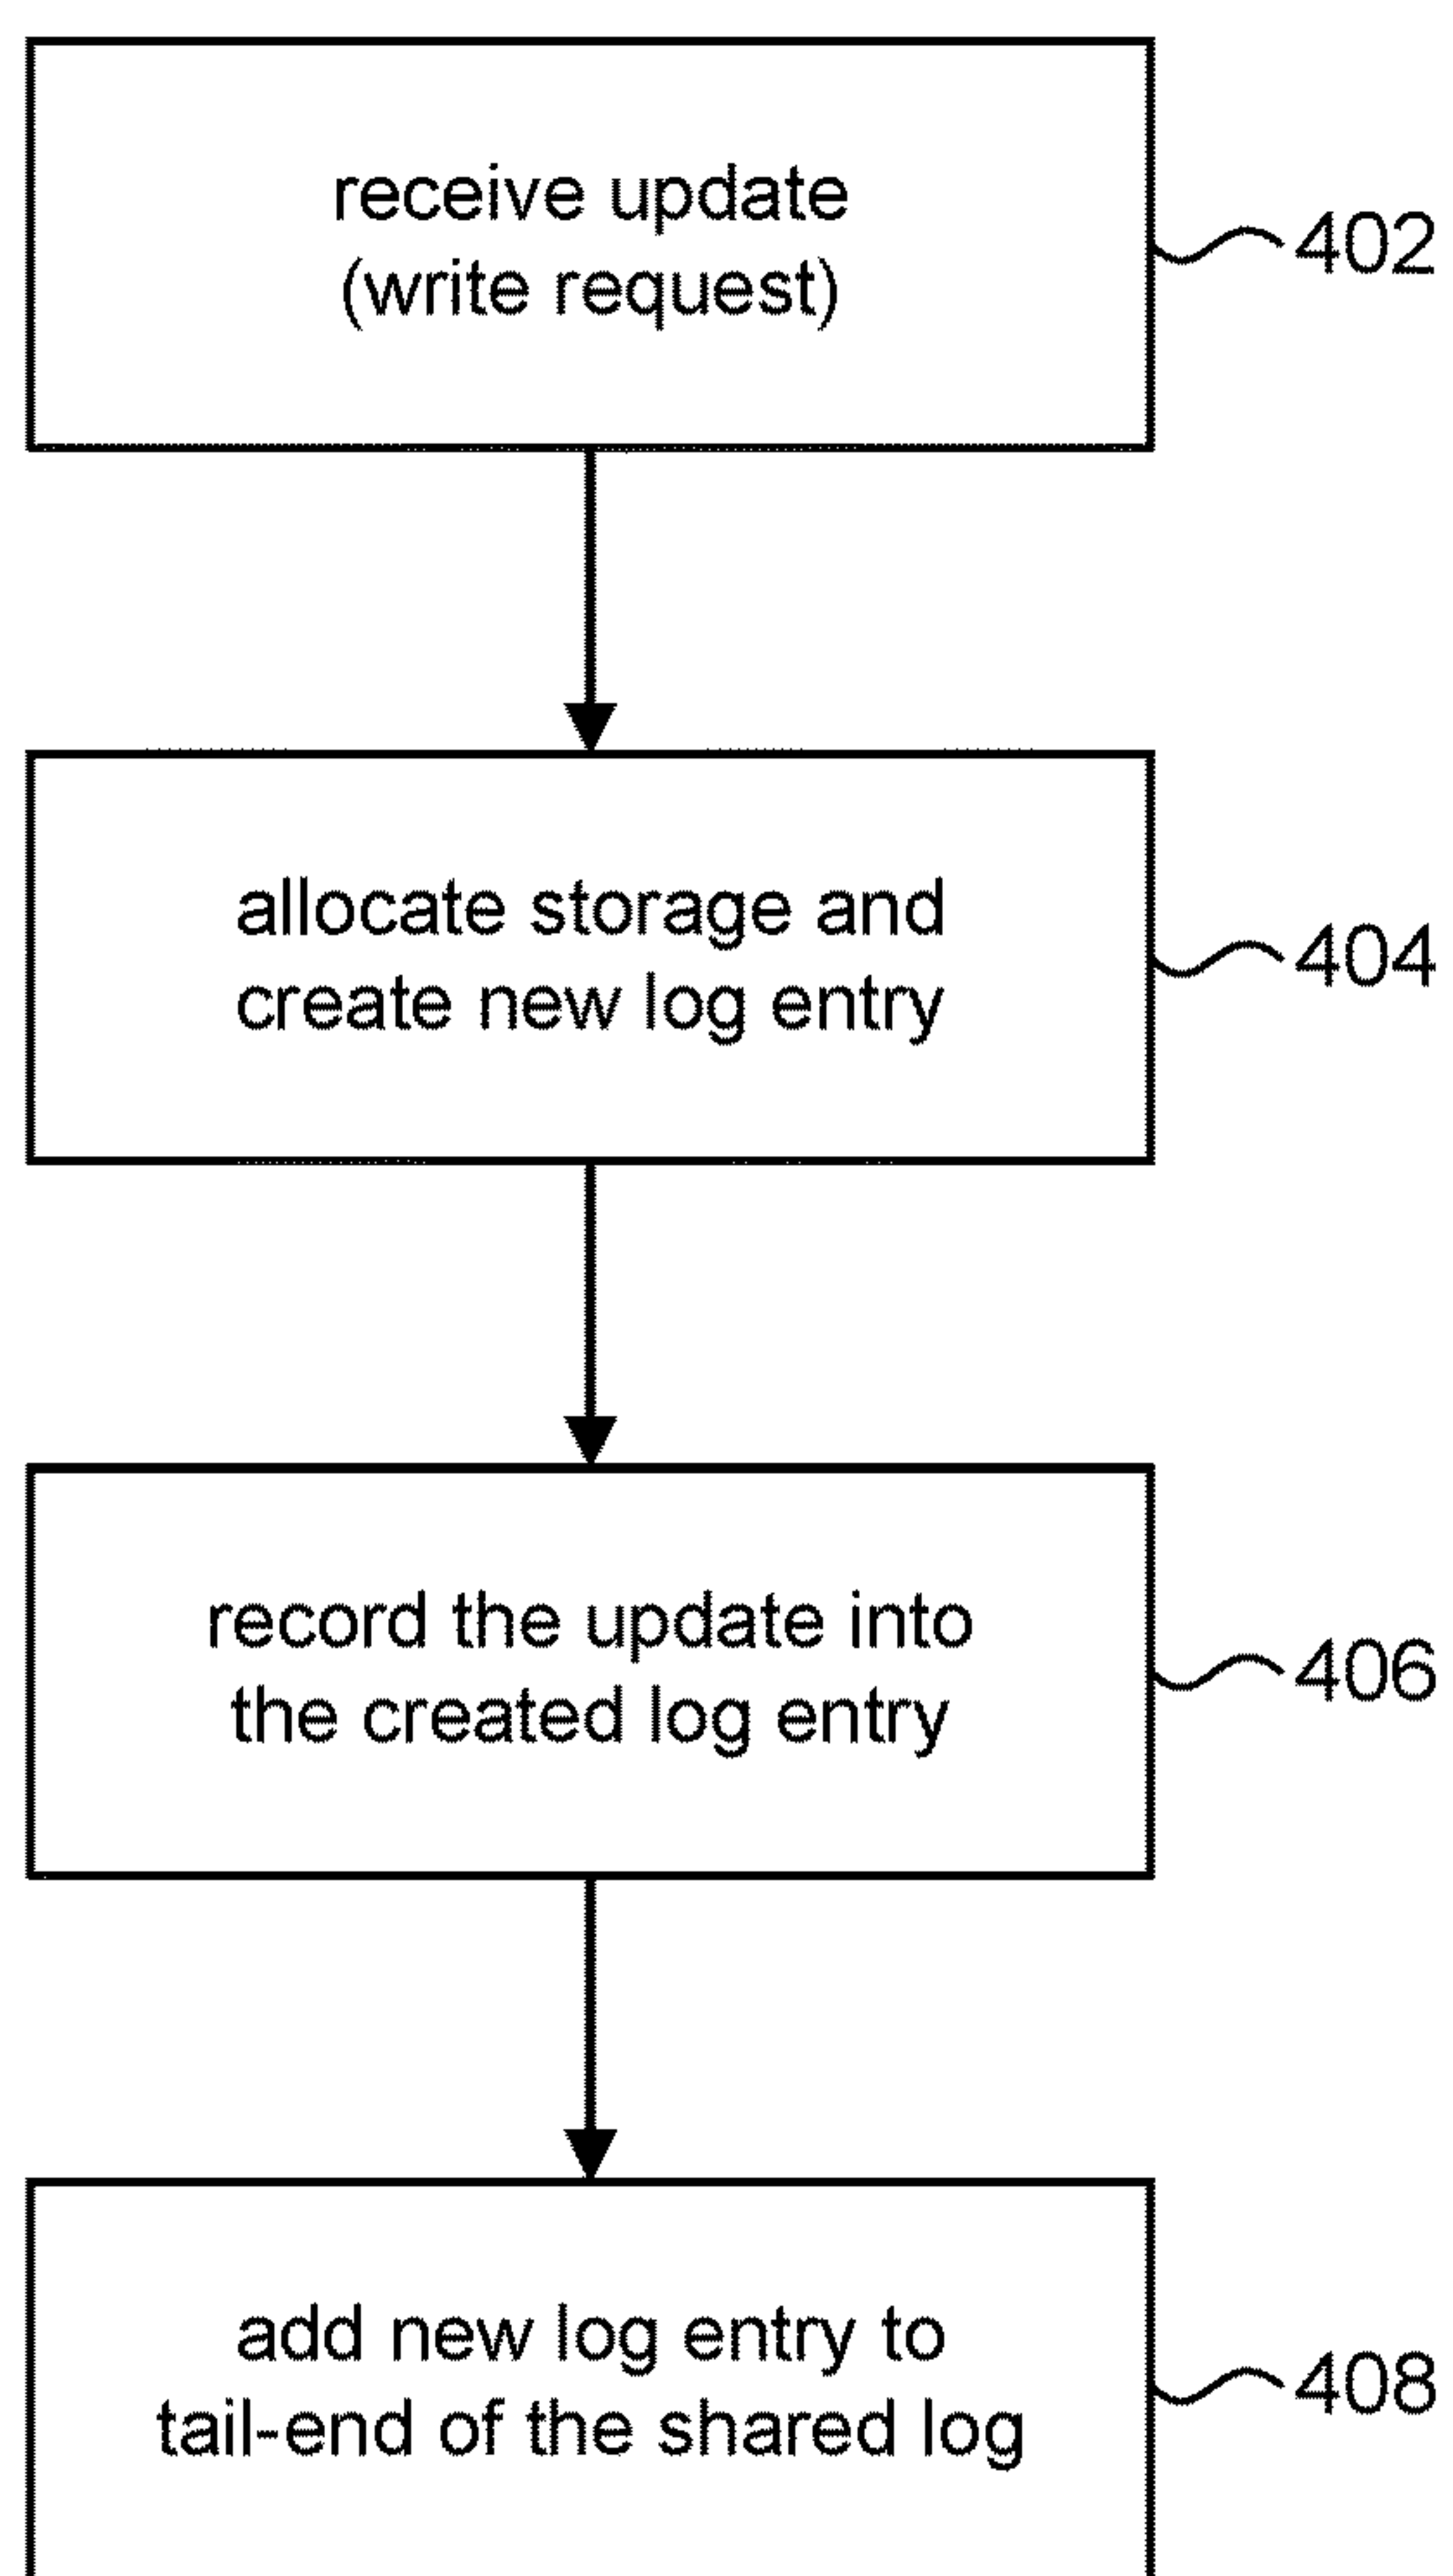 receive update
(write request)
402
allocate storage and
create new log entry
404
record the update into
the created log entry
406
add new log entry to
tail-end of the shared log
408